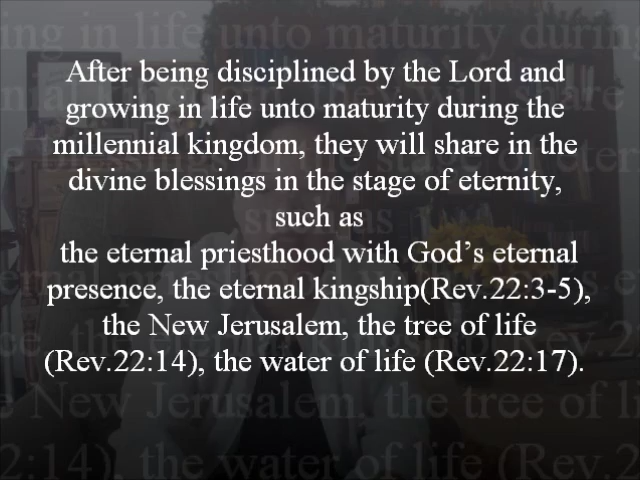 After being disciplined by the Lord and
growing in life unto maturity during the
millennial kingdom, they will share in the
divine blessings in the stage of eternity,
such as
the eternal priesthood with God’s eternal
presence, the eternal kingship(Rev.22:3-5),
the New Jerusalem, the tree of life
(Rev.22:14), the water of life (Rev.22:17).